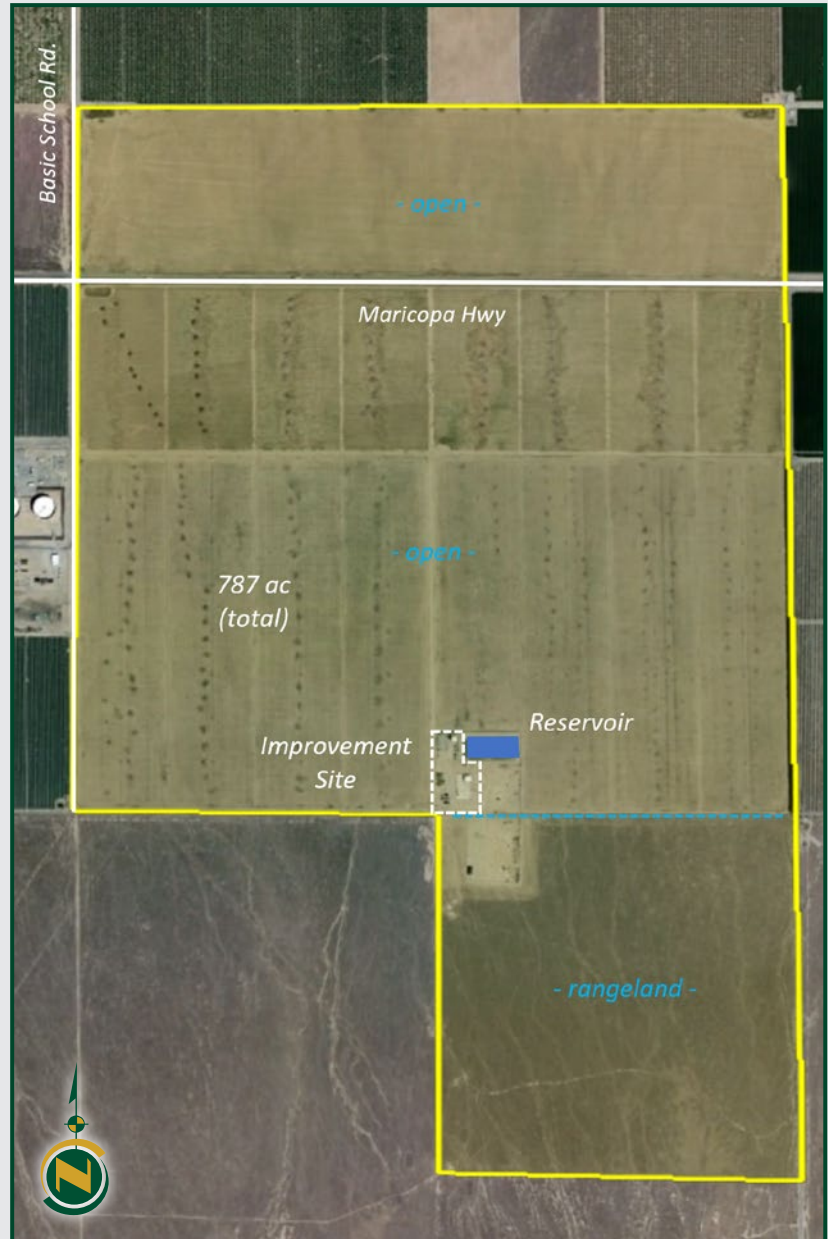 Basic School Rd.
- open -
Maricopa Hwy
- open -
787 ac
(total)
Reservoir
Improvement
Site
- rangeland -
N